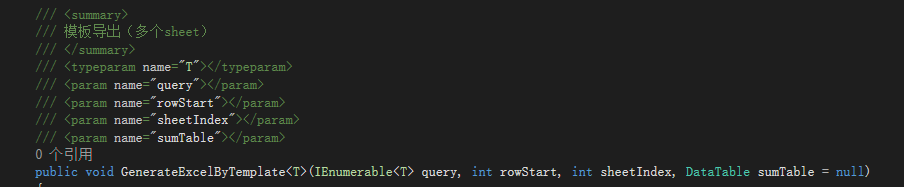 /// <summary>
/// 模板导出（多个sheet）
/// </summary>
/// <typeparam name="T"></typeparam>
/// <param name="query"></param>
/// <param name="rowStart"></param>
/// <param name="sheetIndex"></param>
/// <param name="sumTable"></param>
0 个引用
public void GenerateExcelByTemplate<T>(IEnumerable<T> query, int rowStart, int sheetIndex, DataTable sumTable = null)
{